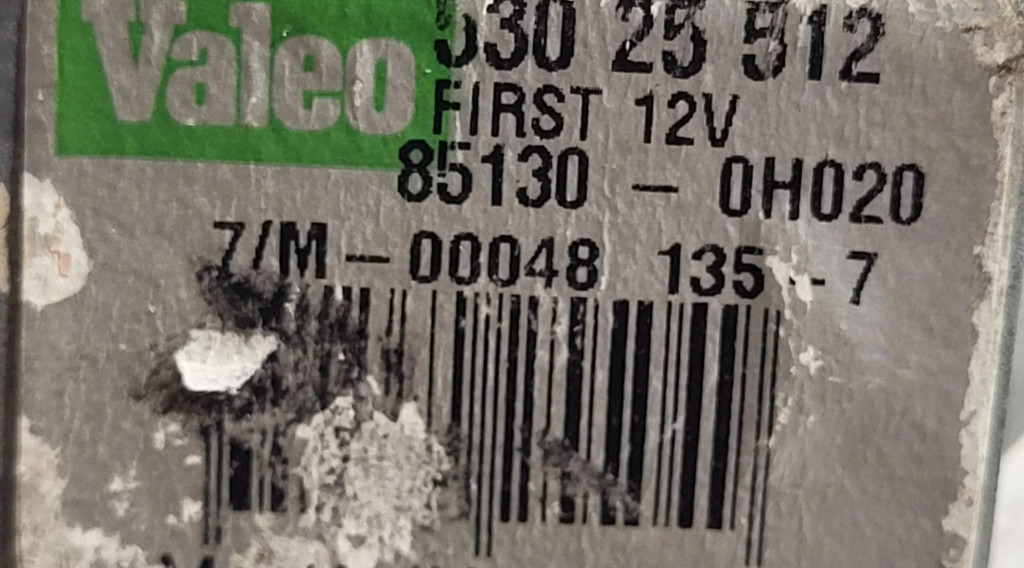 Valeo
530 25 512
FIRST 12V
85130 - 0H020
7/M - 00048 135 - 7